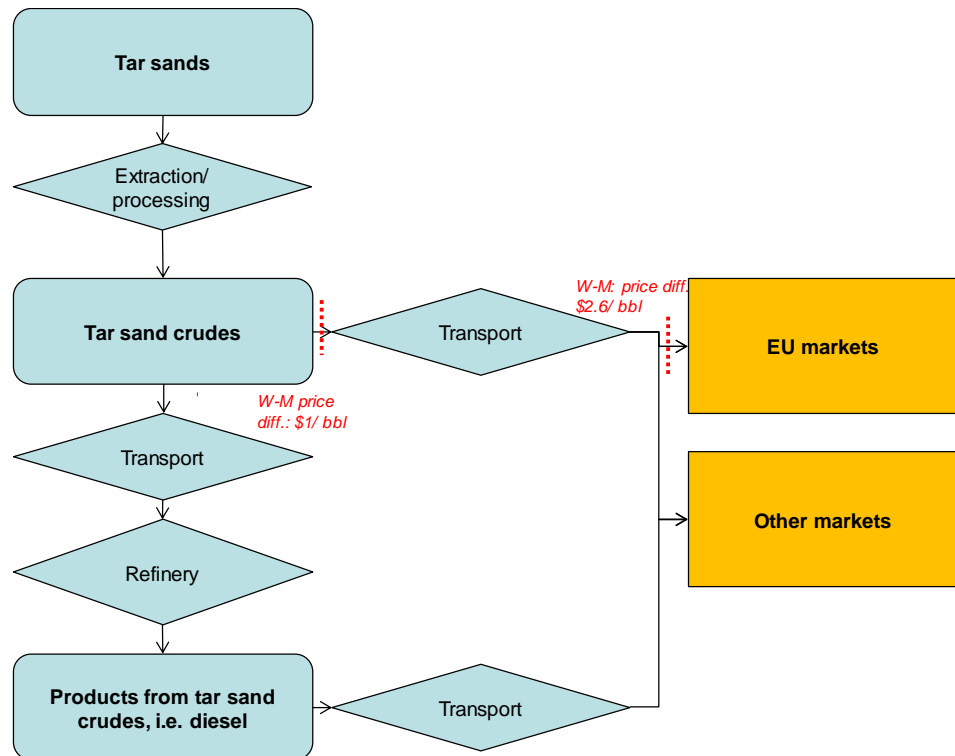 Tar sands
Extraction/
processing
W-M: price diff.
$2.6/ bbl
Tar sand crudes
Transport
EU markets
W-M price
diff.: $1/ bbl
Transport
Other markets
Refinery
Products from tar sand
crudes, i.e. diesel
Transport